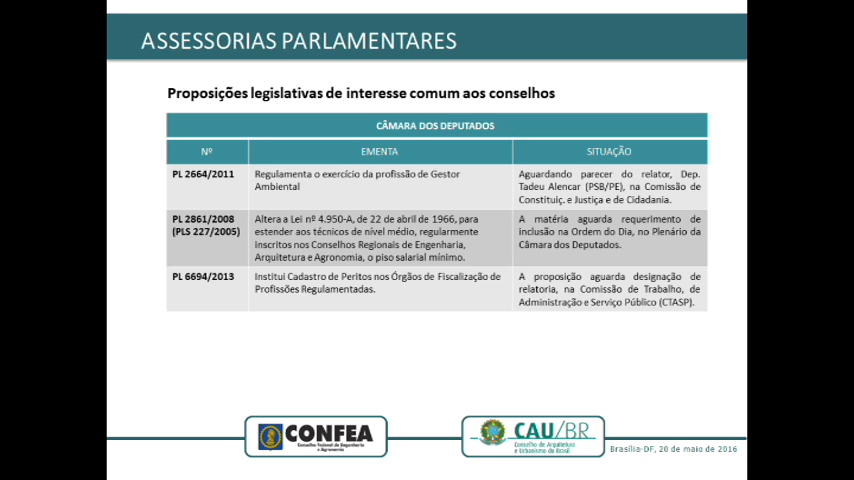 ASSESSORIAS PARLAMENTARES
Proposições legislativas de interesse comum aos conselhos
CÂMARA DOS DEPUTADOS
Nº EMENTA SITUAÇÃO
PL 2664/2011
Regulamenta o exercício da profissão de Gestor
Ambiental
Aguardando parecer do relator, Dep.
Tadeu Alencar (PSB/PE), na Comissão de
Constituiç. e Justiça e de Cidadania.
PL 2861/2008
(PLS 227/2005)
Altera a Lei nº 4.950-A, de 22 de abril de 1966, para
estender aos técnicos de nível médio, regularmente
inscritos nos Conselhos Regionais de Engenharia,
Arquitetura e Agronomia, o piso salarial mínimo.
A matéria aguarda requerimento de
inclusão na Ordem do Dia, no Plenário da
Câmara dos Deputados.
PL 6694/2013
Institui Cadastro de Peritos nos Órgãos de Fiscalização de
Profissões Regulamentadas.
A proposição aguarda designação de
relatoria, na Comissão de Trabalho, de
Administração e Serviço Público (CTASP).
CONFEA
Conselho Federal de Engenharia
e Agronomia
CAU/BR
Conselho de Arquitetura
e Urbanismo do Brasil
Brasília-DF, 20 de maio de 2016